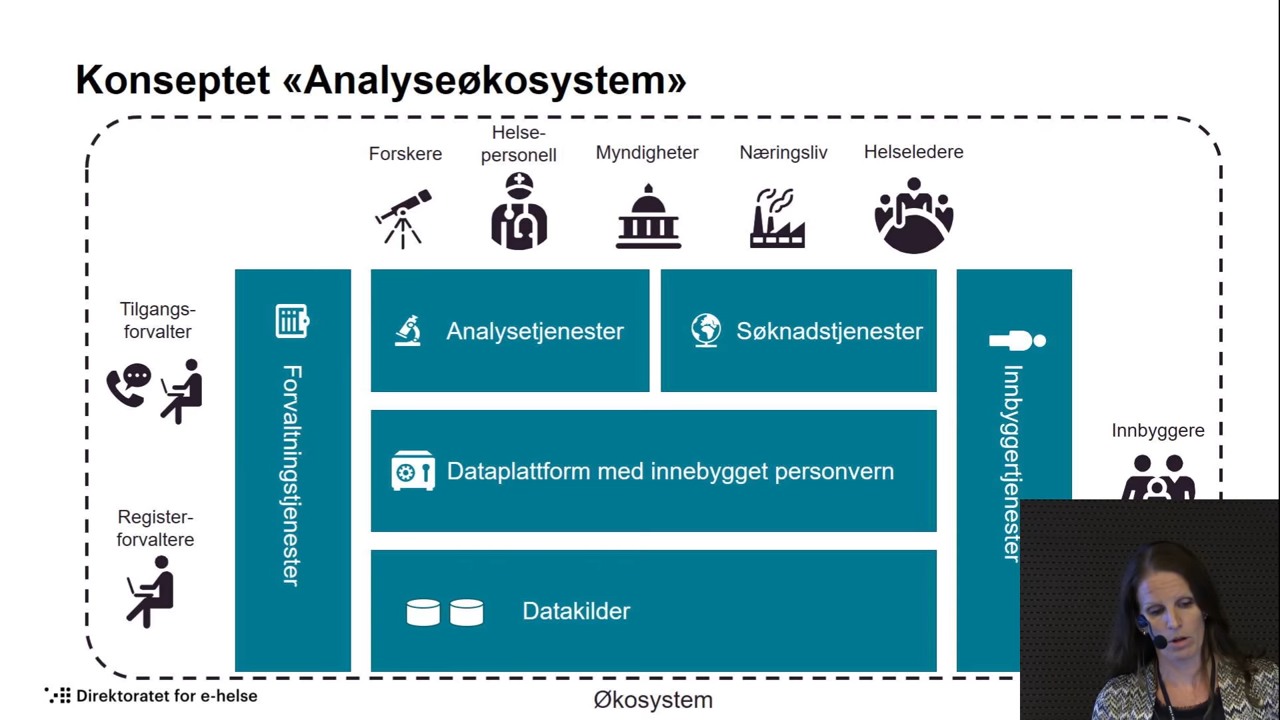 Konseptet «Analyseøkosystem»
Forskere
Helse-
personell
Myndigheter
Næringsliv
Helseledere
Tilgangs-
forvalter
Register-
forvaltere
Forvaltningstjenester
Analysetjenester
Søknadstjenester
Dataplattform med innebygget personvern
Datakilder
Innbyggertjenester
Innbyggere
Direktoratet for e-helse
Økosystem